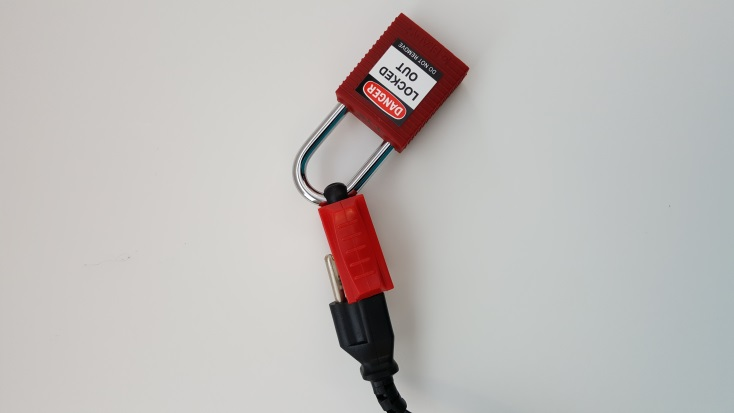 DANGER
LOCKED
OUT
DO NOT REMOVE